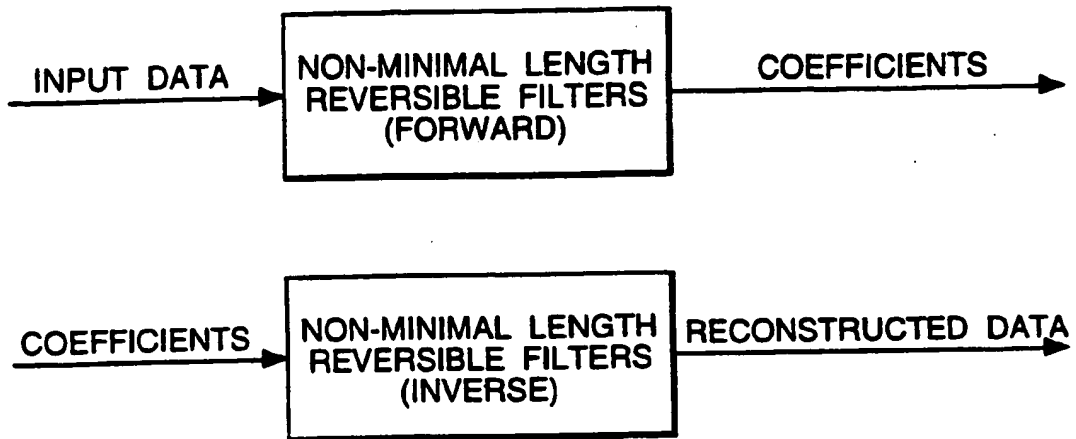 INPUT DATA
NON-MINIMAL LENGTH
REVERSIBLE FILTERS
(FORWARD)
COEFFICIENTS
COEFFICIENTS
NON-MINIMAL LENGTH
REVERSIBLE FILTERS
(INVERSE)
RECONSTRUCTED DATA